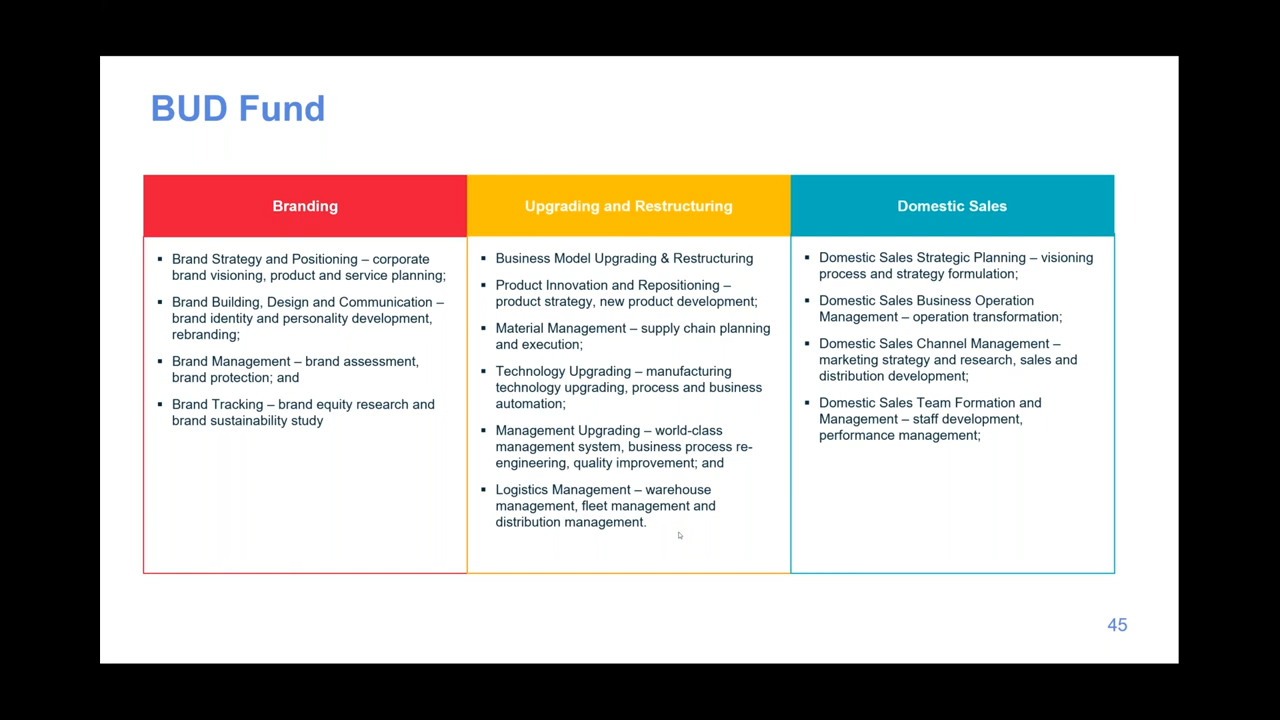 BUD Fund
Branding
▪ Brand Strategy and Positioning – corporate
brand visioning, product and service planning;
▪ Brand Building, Design and Communication –
brand identity and personality development,
rebranding;
▪ Brand Management – brand assessment,
brand protection; and
▪ Brand Tracking – brand equity research and
brand sustainability study
Upgrading and Restructuring
▪ Business Model Upgrading & Restructuring
▪ Product Innovation and Repositioning –
product strategy, new product development;
▪ Material Management – supply chain planning
and execution;
▪ Technology Upgrading – manufacturing
technology upgrading, process and business
automation;
▪ Management Upgrading – world-class
management system, business process re-
engineering, quality improvement; and
▪ Logistics Management – warehouse
management, fleet management and
distribution management.
Domestic Sales
▪ Domestic Sales Strategic Planning – visioning
process and strategy formulation;
▪ Domestic Sales Business Operation
Management – operation transformation;
▪ Domestic Sales Channel Management –
marketing strategy and research, sales and
distribution development;
▪ Domestic Sales Team Formation and
Management – staff development,
performance management;
45